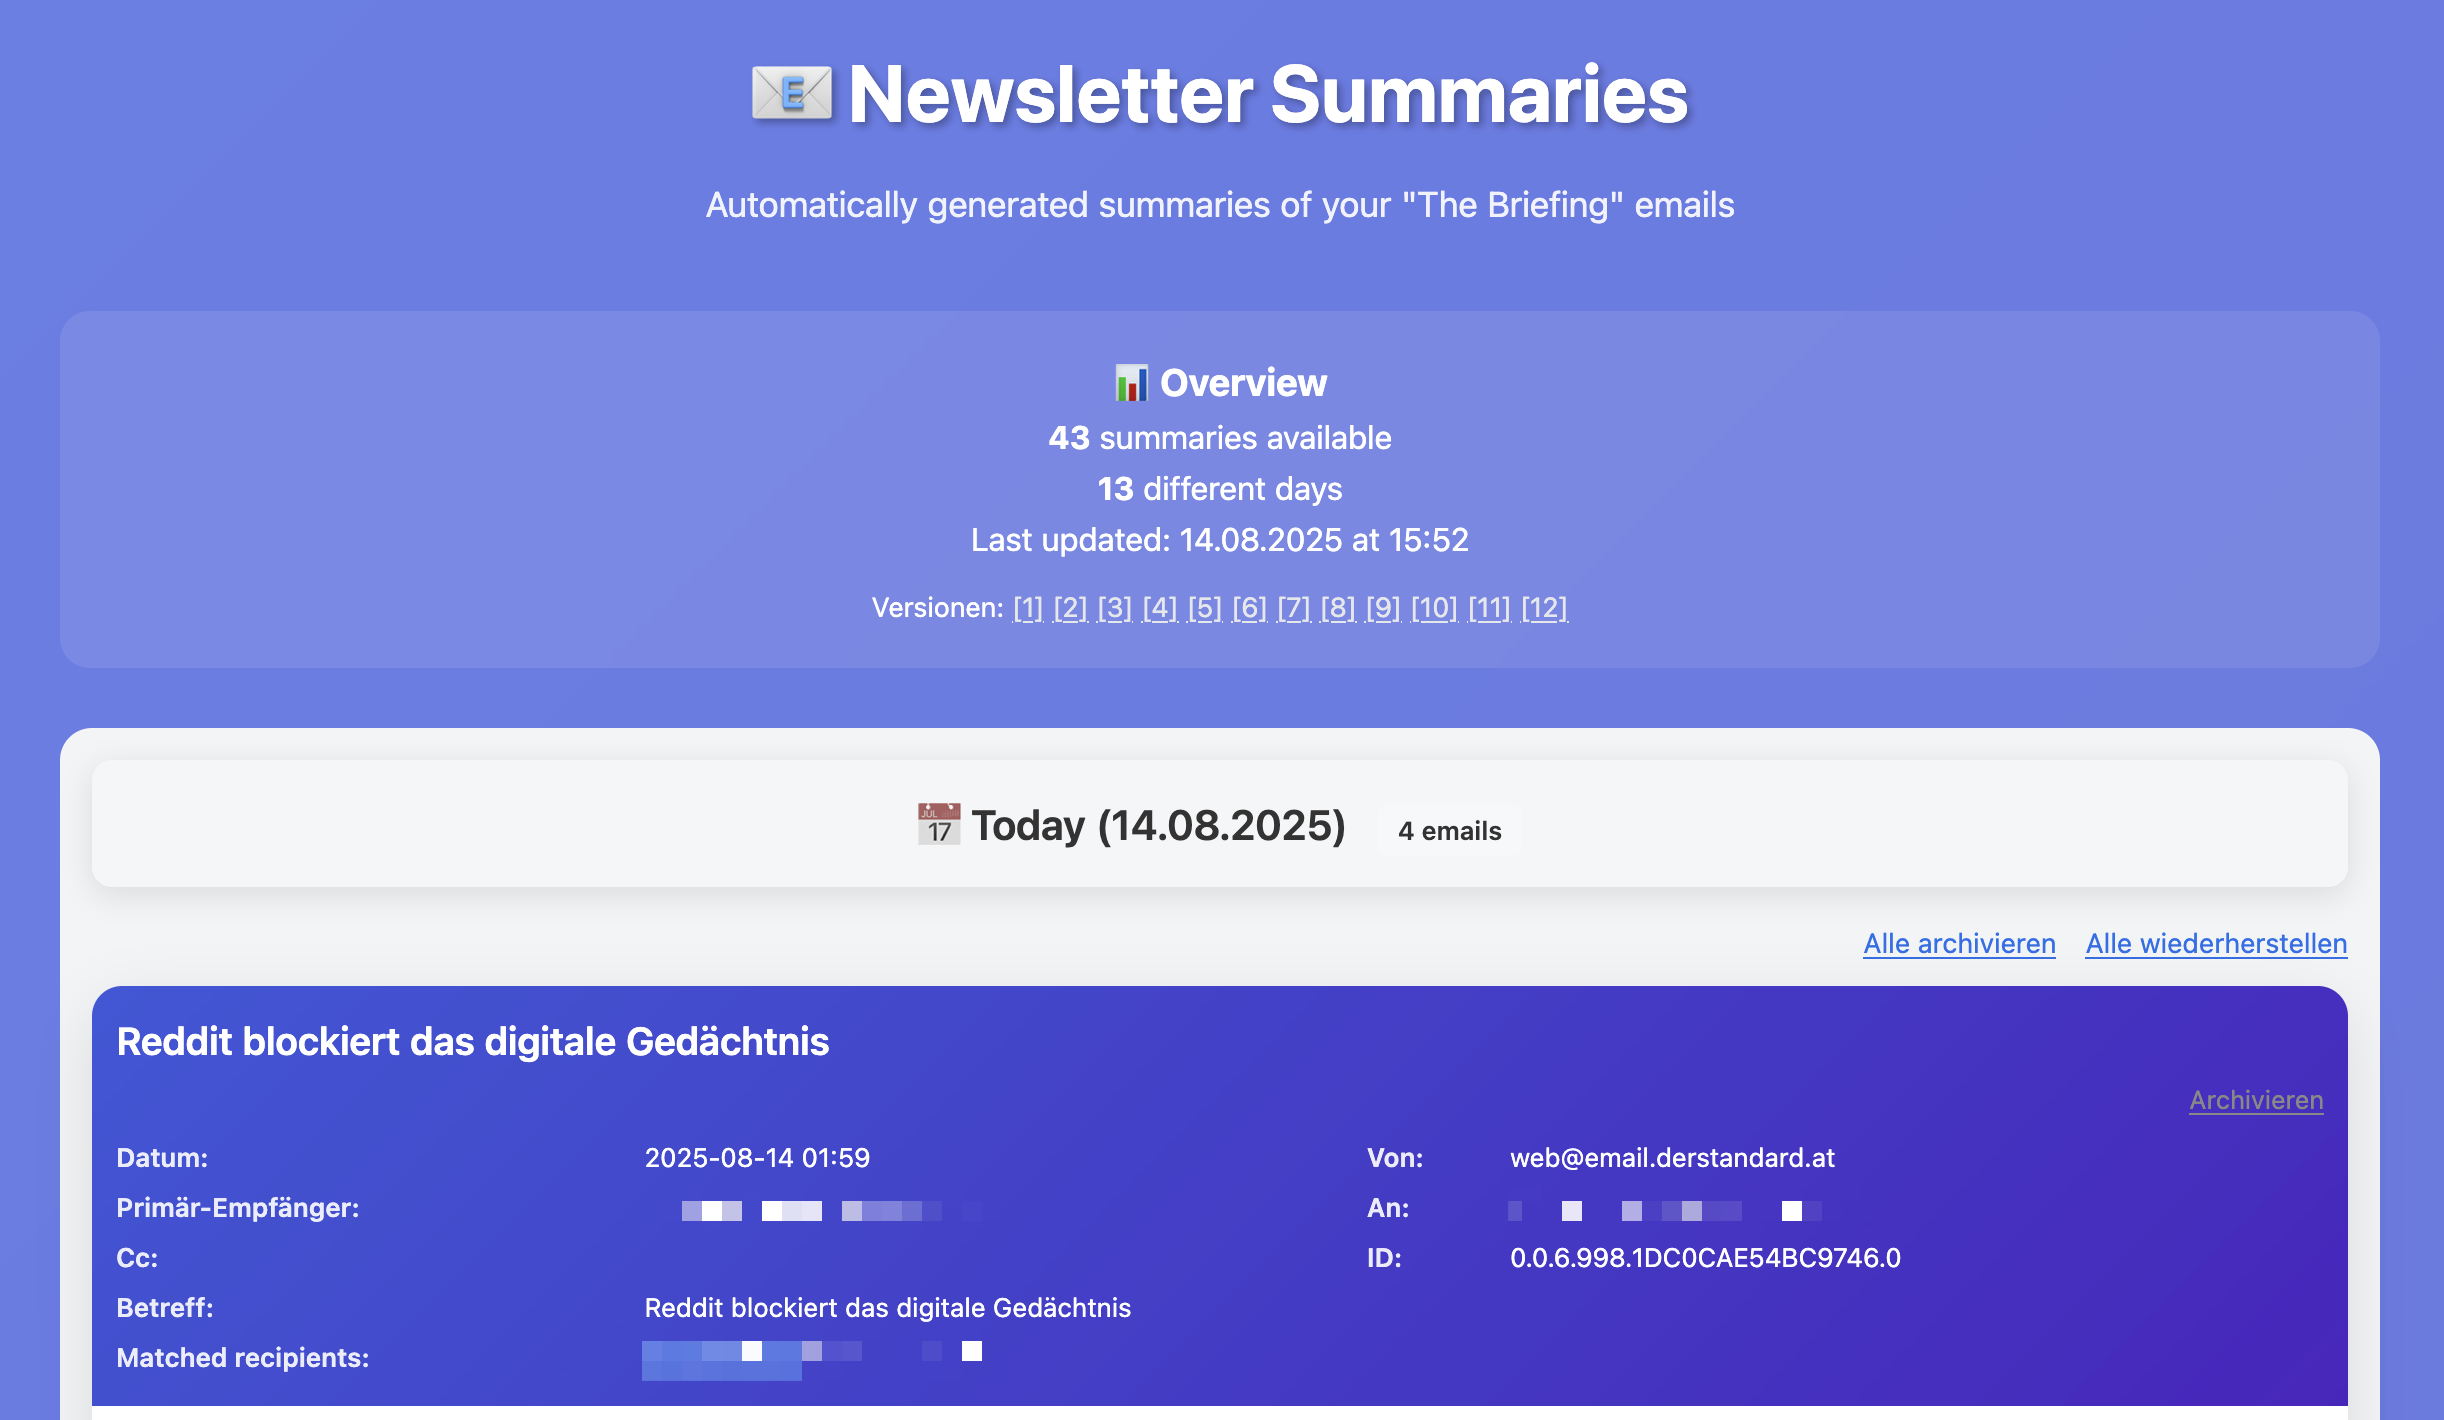 Newsletter Summaries
Automatically generated summaries of your "The Briefing" emails
Overview
43 summaries available
13 different days
Last updated: 14.08.2025 at 15:52
Versionen: [1] [2] [3] [4] [5] [6] [7] [8] [9] [10] [11] [12]
Today (14.08.2025) 4 emails
Alle archivieren Alle wiederherstellen
Reddit blockiert das digitale Gedächtnis
Archivieren
Datum: 2025-08-14 01:59 Von: web@email.derstandard.at
Primär-Empfänger: An:
Cc: ID: 0.0.6.998.1DC0CAE54BC9746.0
Betreff: Reddit blockiert das digitale Gedächtnis
Matched recipients: